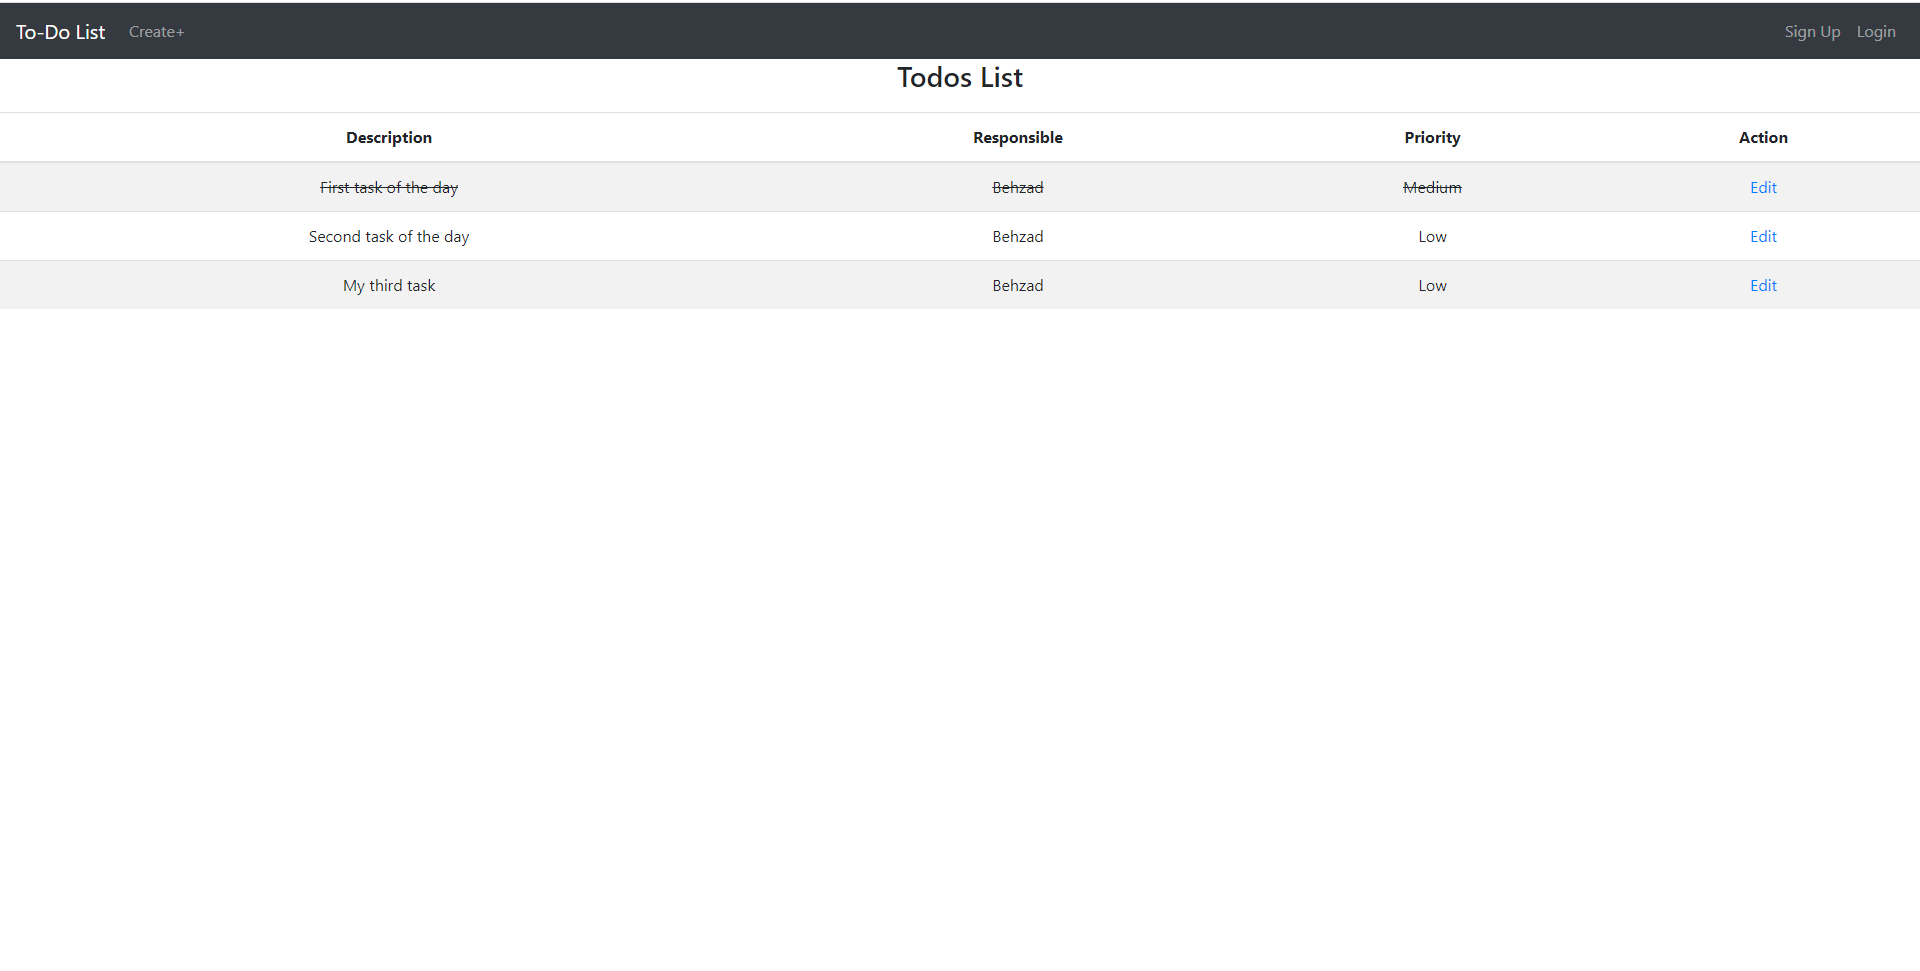 To-Do List Create+ Sign Up Login
Todos List
Description Responsible Priority Action
First task of the day Behzad Medium Edit
Second task of the day Behzad Low Edit
My third task Behzad Low Edit